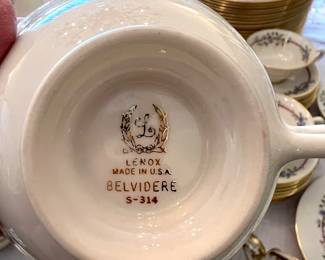 L
LENOX
MADE IN U.S.A.
BELVIDERE
S-314